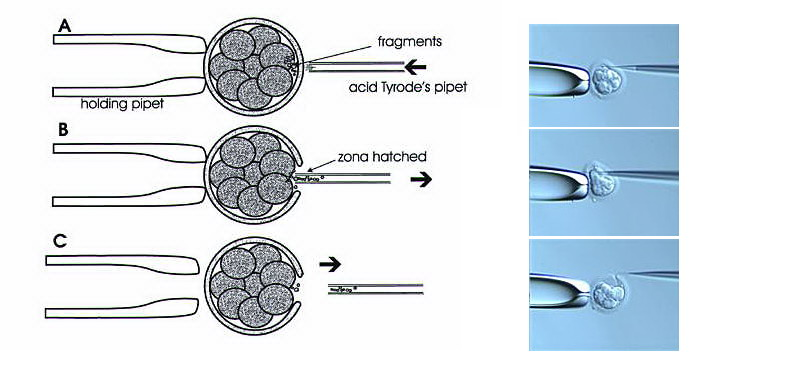 A
fragments
acid Tyrode's pipet
holding pipet
B
zona hatched
C